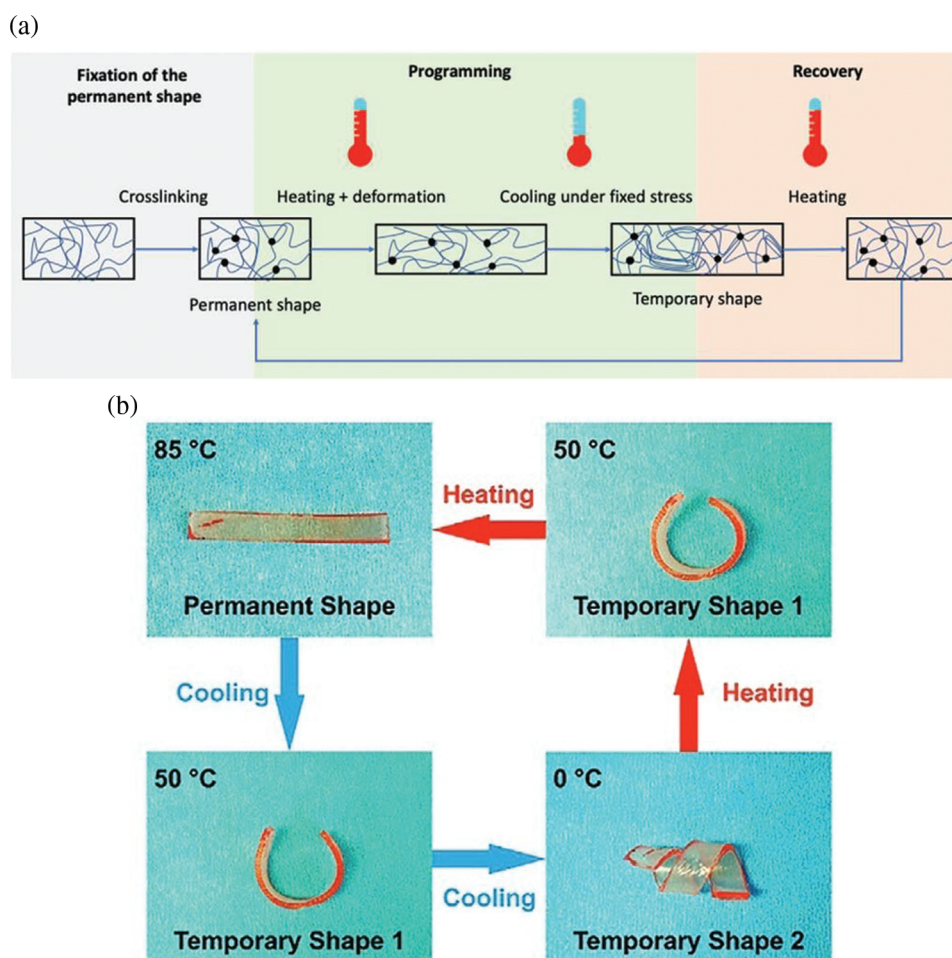 (a)
Fixation of the
permanent shape
Programming
Recovery
Crosslinking
Heating + deformation
Cooling under fixed stress
Heating
Permanent shape
Temporary shape
(b)
85 °C
Permanent Shape
Heating
50 °C
Temporary Shape 1
Cooling
Heating
50 °C
Temporary Shape 1
Cooling
0 °C
Temporary Shape 2